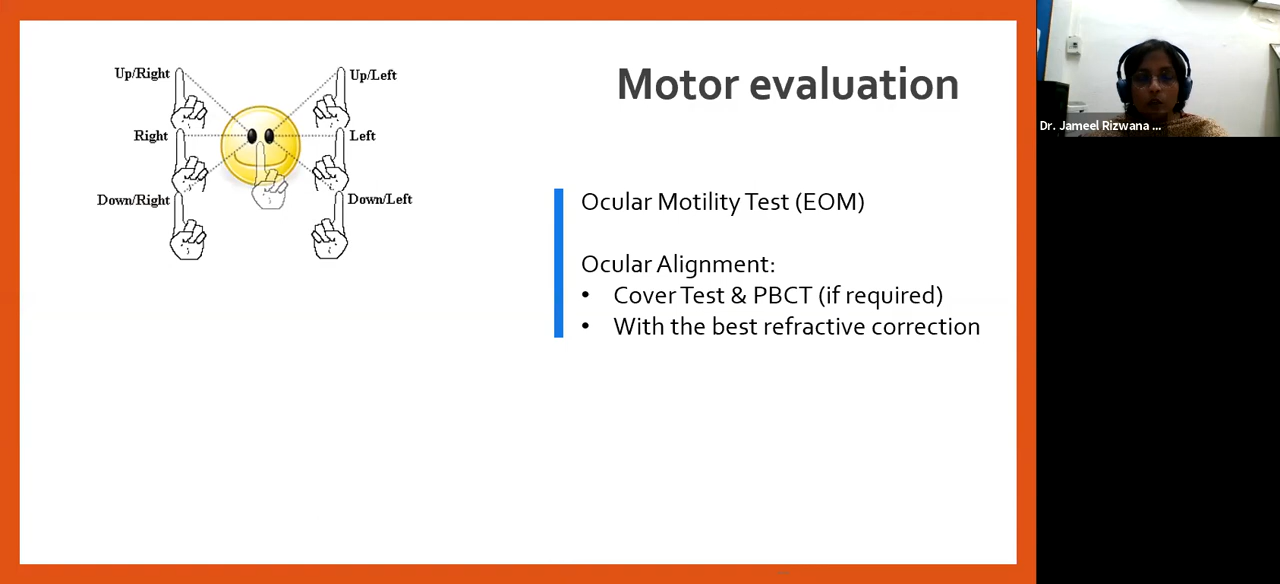 Motor evaluation
Up/Right
Up/Left
Right
Left
Down/Right
Down/Left
Ocular Motility Test (EOM)
Ocular Alignment:
• Cover Test & PBCT (if required)
• With the best refractive correction
Dr. Jameel Rizwana ...